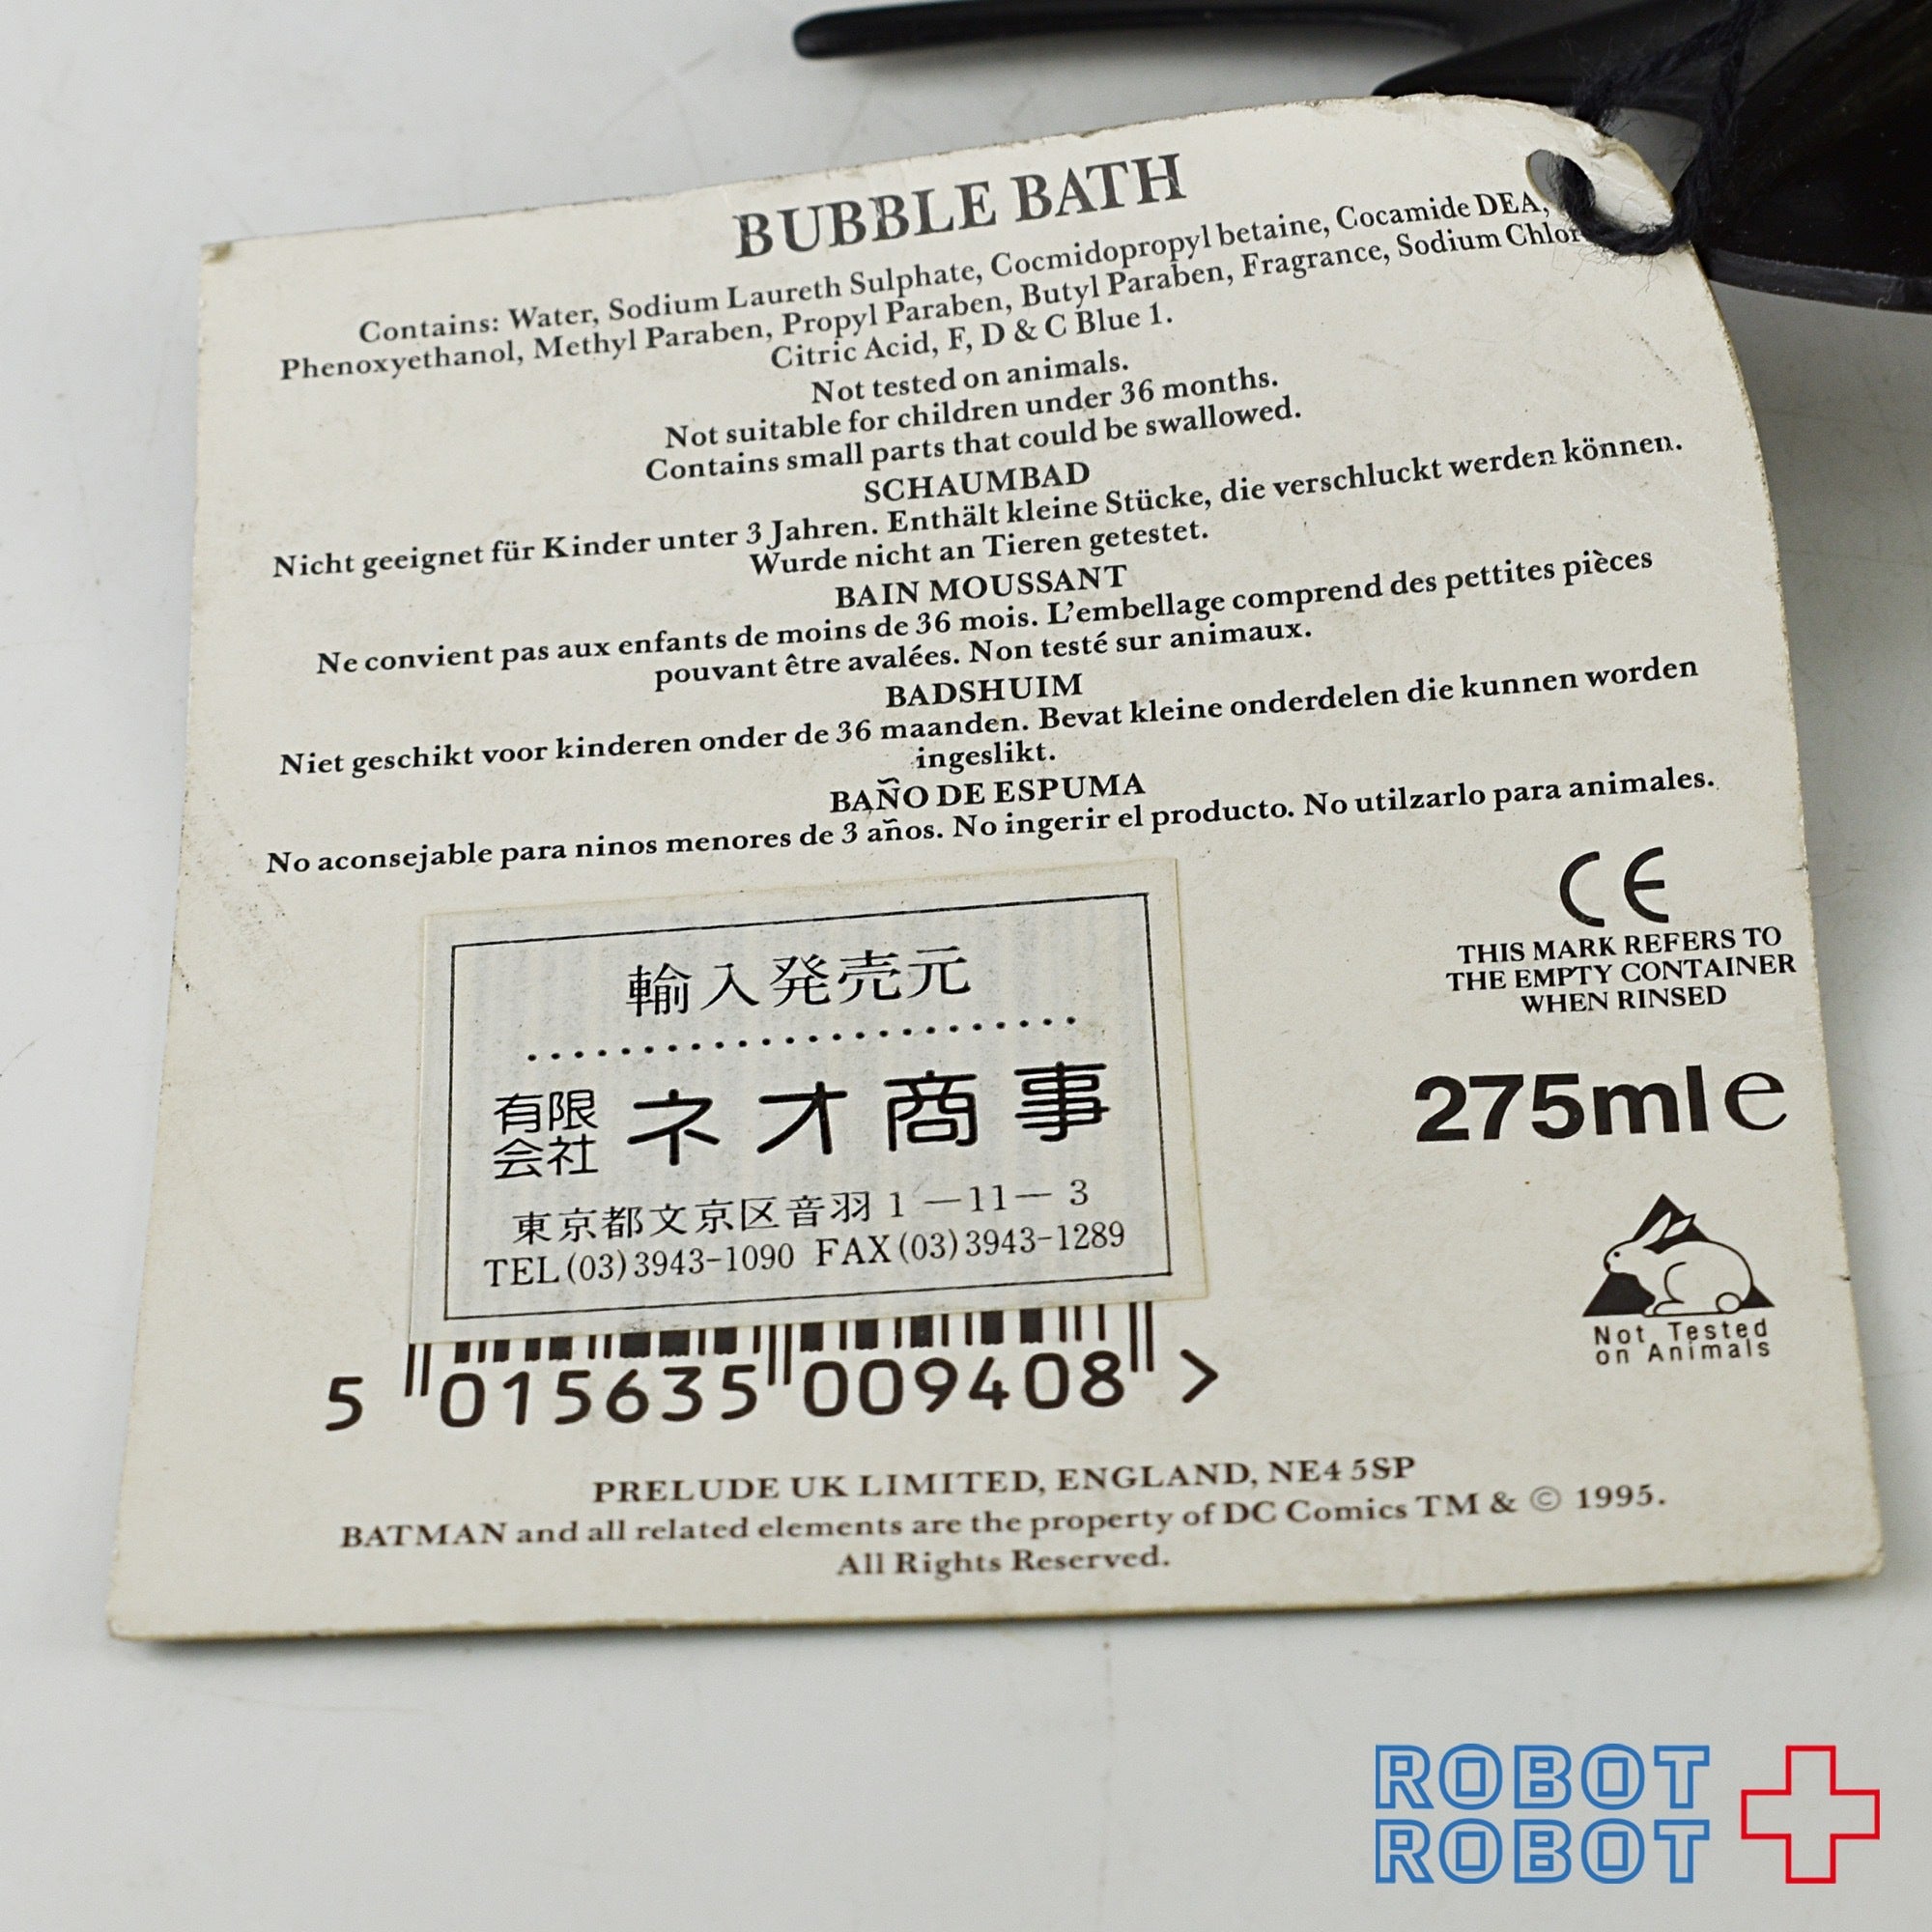 BUBBLE BATH
Contains: Water, Sodium Laureth Sulphate, Cocmidopropyl betaine, Cocamide DEA,
Phenoxyethanol, Methyl Paraben, Propyl Paraben, Butyl Paraben, Fragrance, Sodium Chlor
Citric Acid, F, D & C Blue 1.
Not tested on animals.
Not suitable for children under 36 months.
Contains small parts that could be swallowed.
SCHAUMBAD
Nicht geeignet für Kinder unter 3 Jahren. Enthält kleine Stücke, die verschluckt werden können.
Wurde nicht an Tieren getestet.
BAIN MOUSSANT
Ne convient pas aux enfants de moins de 36 mois. L'embellage comprend des pettites pièces
pouvant être avalées. Non testé sur animaux.
BADSHUIM
Niet geschikt voor kinderen onder de 36 maanden. Bevat kleine onderdelen die kunnen worden
ingeslikt.
BAÑO DE ESPUMA
No aconsejable para ninos menores de 3 años. No ingerir el producto. No utilzarlo para animales.
CE
THIS MARK REFERS TO
THE EMPTY CONTAINER
WHEN RINSED
輸入発売元
有限会社 ネオ商事
東京都文京区音羽1-11-3
TEL(03)3943-1090 FAX(03)3943-1289
275ml e
Not Tested
on Animals
5 015635 009408 >
PRELUDE UK LIMITED, ENGLAND, NE4 5SP
BATMAN and all related elements are the property of DC Comics TM & © 1995.
All Rights Reserved.
ROBOT
ROBOT